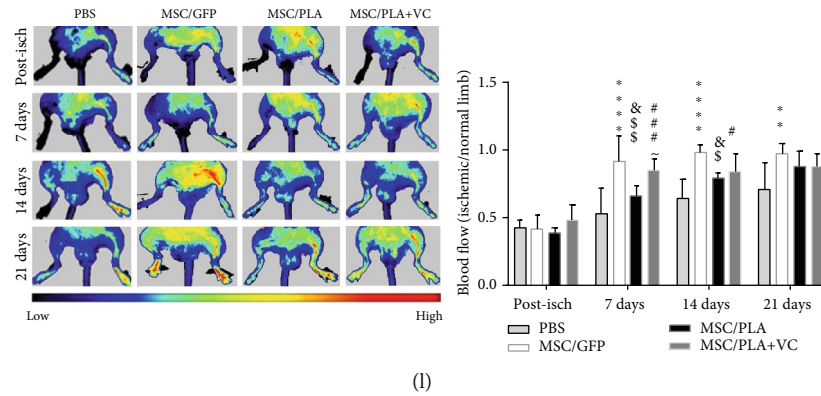 PBS
MSC/GFP
MSC/PLA
MSC/PLA+VC
Post-isch
7 days
14 days
21 days
Low
High
Blood flow (ischemic/normal limb)
1.5
1.0
0.5
0.0
* * * *
& $ $
# # # ~
* * * *
& $
#
* *
Post-isch
7 days
14 days
21 days
PBS
MSC/PLA
MSC/GFP
MSC/PLA+VC
(l)